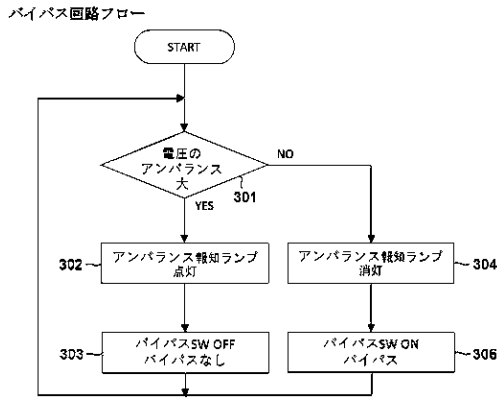 バイパス回路フロー
START
電圧の
アンバランス
大
301
NO
YES
302
アンバランス報知ランプ
点灯
アンバランス報知ランプ
消灯
304
303
バイパスSW OFF
バイパスなし
バイパスSW ON
バイパス
306